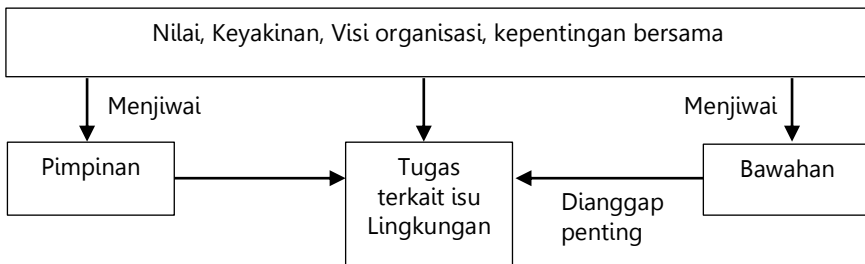 Nilai, Keyakinan, Visi organisasi, kepentingan bersama
Menjiwai
Menjiwai
Pimpinan
Tugas
terkait isu
Lingkungan
Bawahan
Dianggap
penting